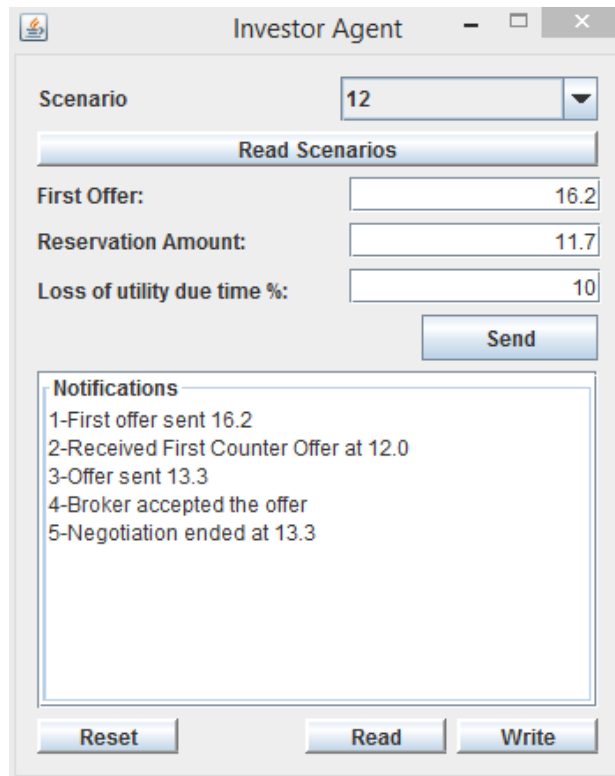 Investor Agent
Scenario 12
Read Scenarios
First Offer: 16.2
Reservation Amount: 11.7
Loss of utility due time %: 10
Send
Notifications
1-First offer sent 16.2
2-Received First Counter Offer at 12.0
3-Offer sent 13.3
4-Broker accepted the offer
5-Negotiation ended at 13.3
Reset Read Write